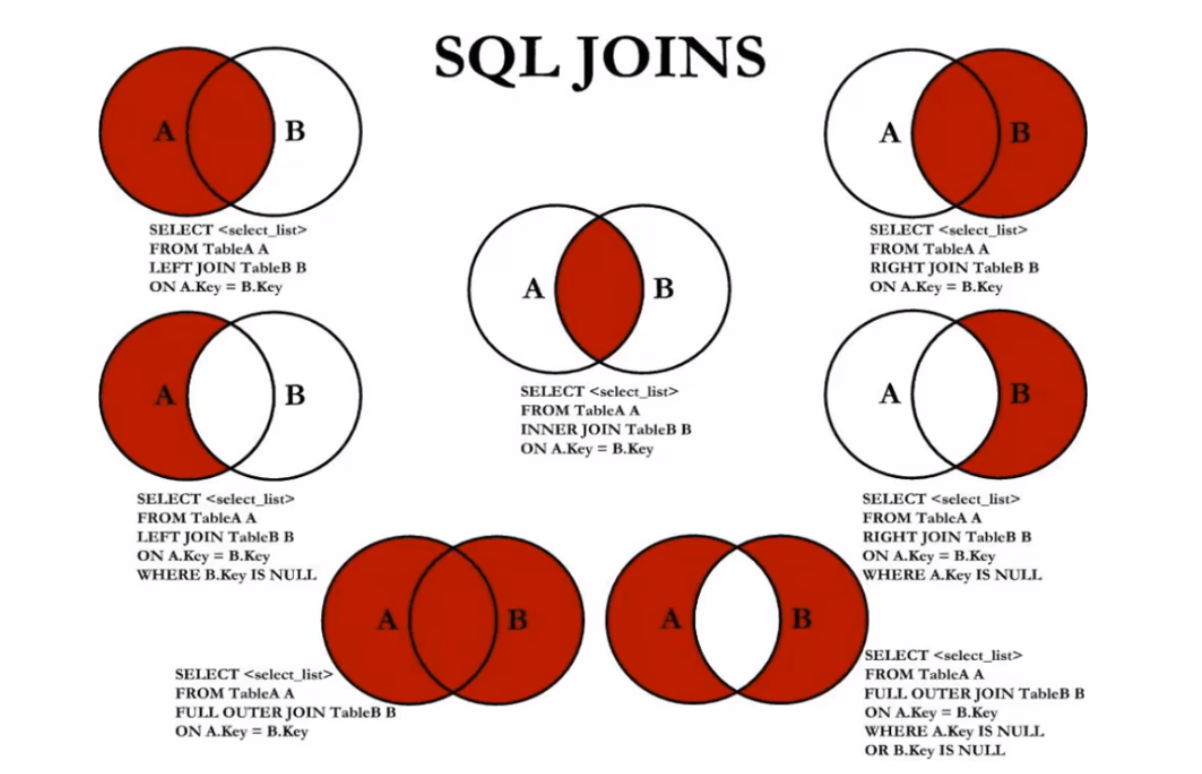 SQL JOINS
A B
SELECT <select_list>
FROM TableA A
LEFT JOIN TableB B
ON A.Key = B.Key
A B
SELECT <select_list>
FROM TableA A
RIGHT JOIN TableB B
ON A.Key = B.Key
A B
SELECT <select_list>
FROM TableA A
INNER JOIN TableB B
ON A.Key = B.Key
A B
SELECT <select_list>
FROM TableA A
LEFT JOIN TableB B
ON A.Key = B.Key
WHERE B.Key IS NULL
A B
SELECT <select_list>
FROM TableA A
RIGHT JOIN TableB B
ON A.Key = B.Key
WHERE A.Key IS NULL
A B
SELECT <select_list>
FROM TableA A
FULL OUTER JOIN TableB B
ON A.Key = B.Key
A B
SELECT <select_list>
FROM TableA A
FULL OUTER JOIN TableB B
ON A.Key = B.Key
WHERE A.Key IS NULL
OR B.Key IS NULL